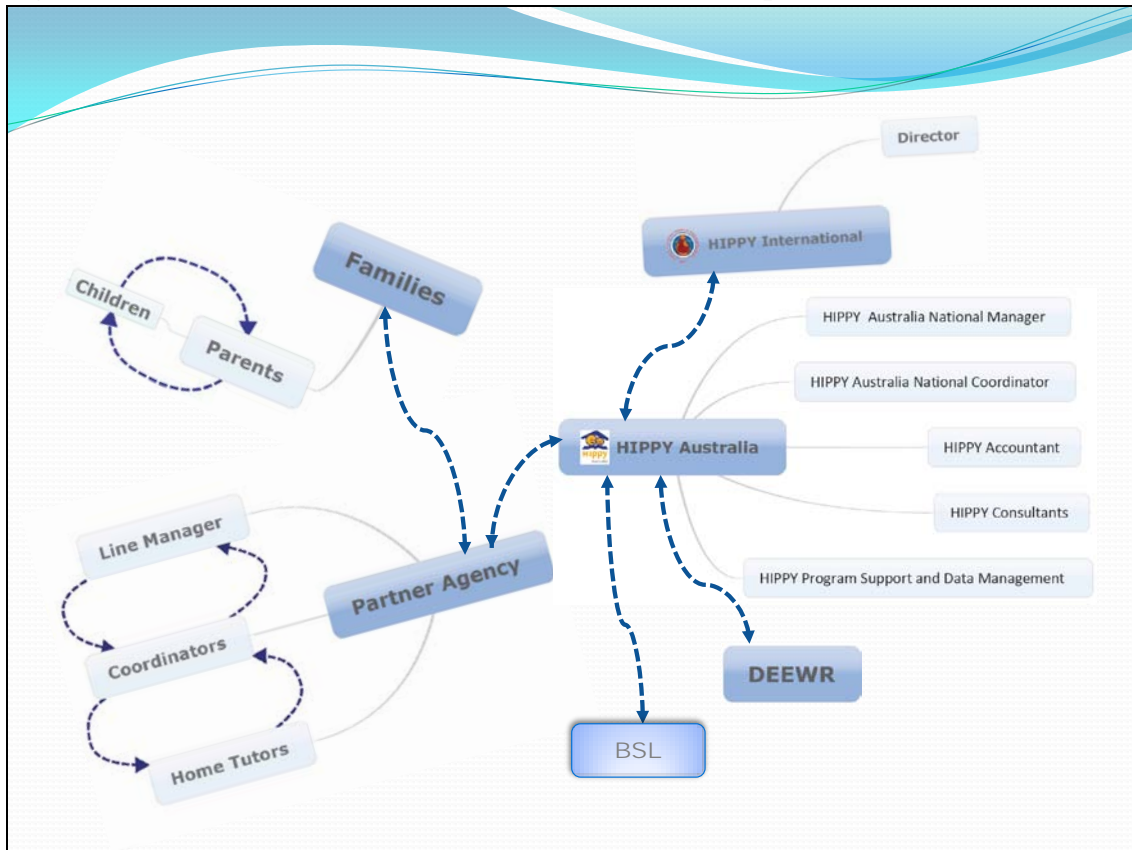 Director
HIPPY International
Families
Children
Parents
HIPPY Australia National Manager
HIPPY Australia National Coordinator
HIPPY Australia
HIPPY Accountant
HIPPY Consultants
HIPPY Program Support and Data Management
Line Manager
Partner Agency
Coordinators
Home Tutors
DEEWR
BSL